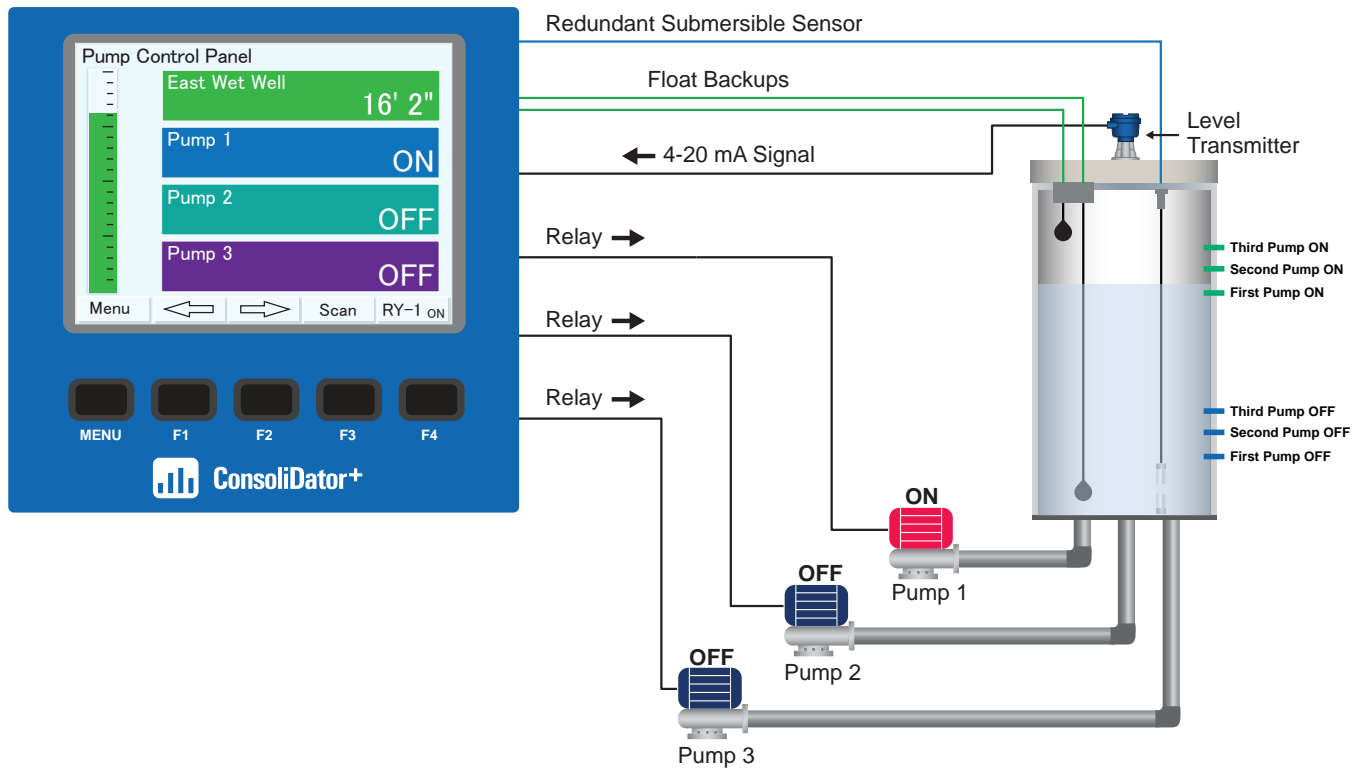 Redundant Submersible Sensor
Pump Control Panel
East Wet Well
16' 2"
Float Backups
Pump 1
ON
4-20 mA Signal
Level
Transmitter
Pump 2
OFF
Pump 3
OFF
Menu
Scan
RY-1 ON
Relay
Relay
Relay
Third Pump ON
Second Pump ON
First Pump ON
Third Pump OFF
Second Pump OFF
First Pump OFF
MENU F1 F2 F3 F4
ConsoliDator+
ON
Pump 1
OFF
Pump 2
OFF
Pump 3